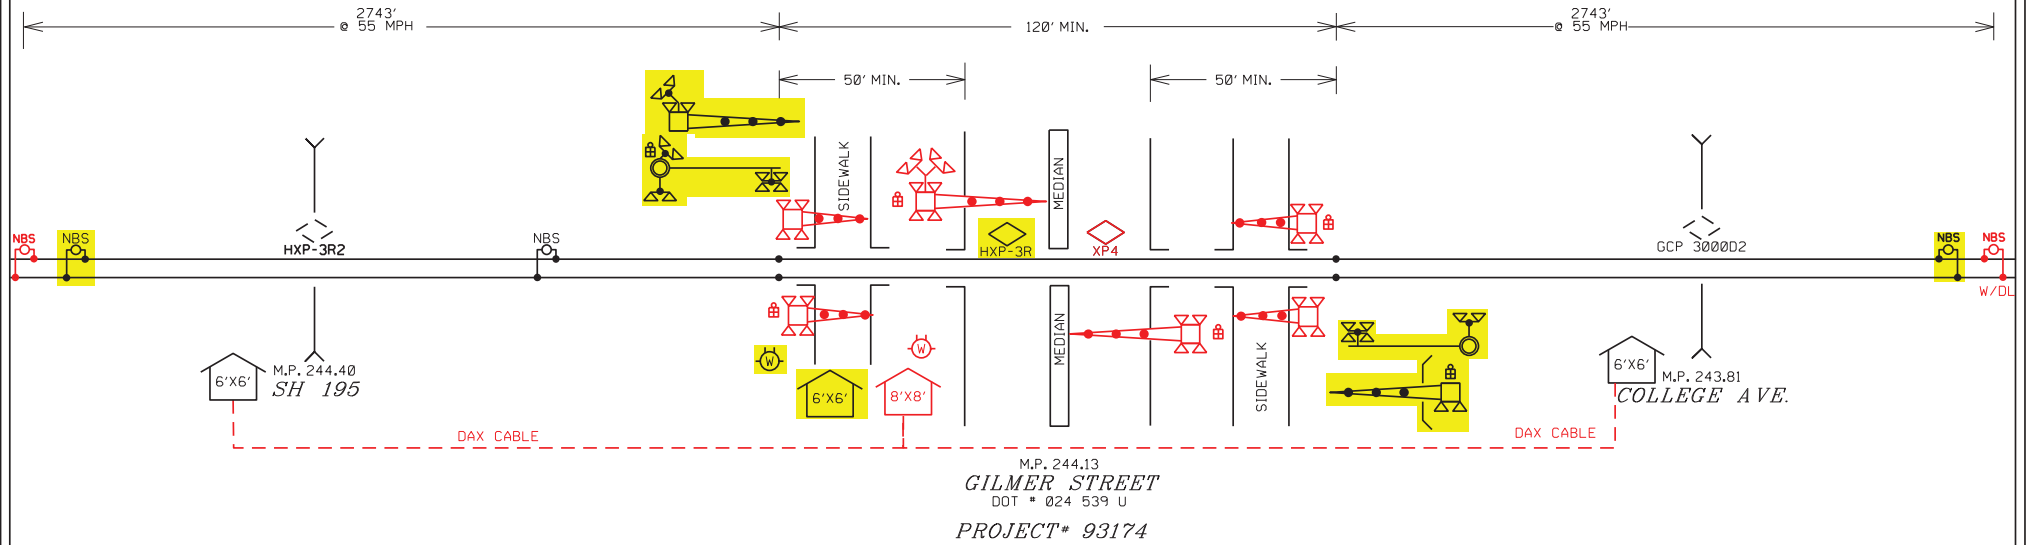 2743'
@ 55 MPH
120' MIN.
2743'
@ 55 MPH
50' MIN.
50' MIN.
SIDEWALK
MEDIAN
NBS
NBS
HXP-3R2
NBS
HXP-3R
XP4
GCP 3000D2
NBS
NBS
W/DL
MEDIAN
SIDEWALK
W
W
6'X6'
M.P. 244.40
SH 195
6'X6'
8'X8'
6'X6'
M.P. 243.81
COLLEGE AVE.
DAX CABLE
DAX CABLE
M.P. 244.13
GILMER STREET
DOT # 024 539 U
PROJECT# 93174